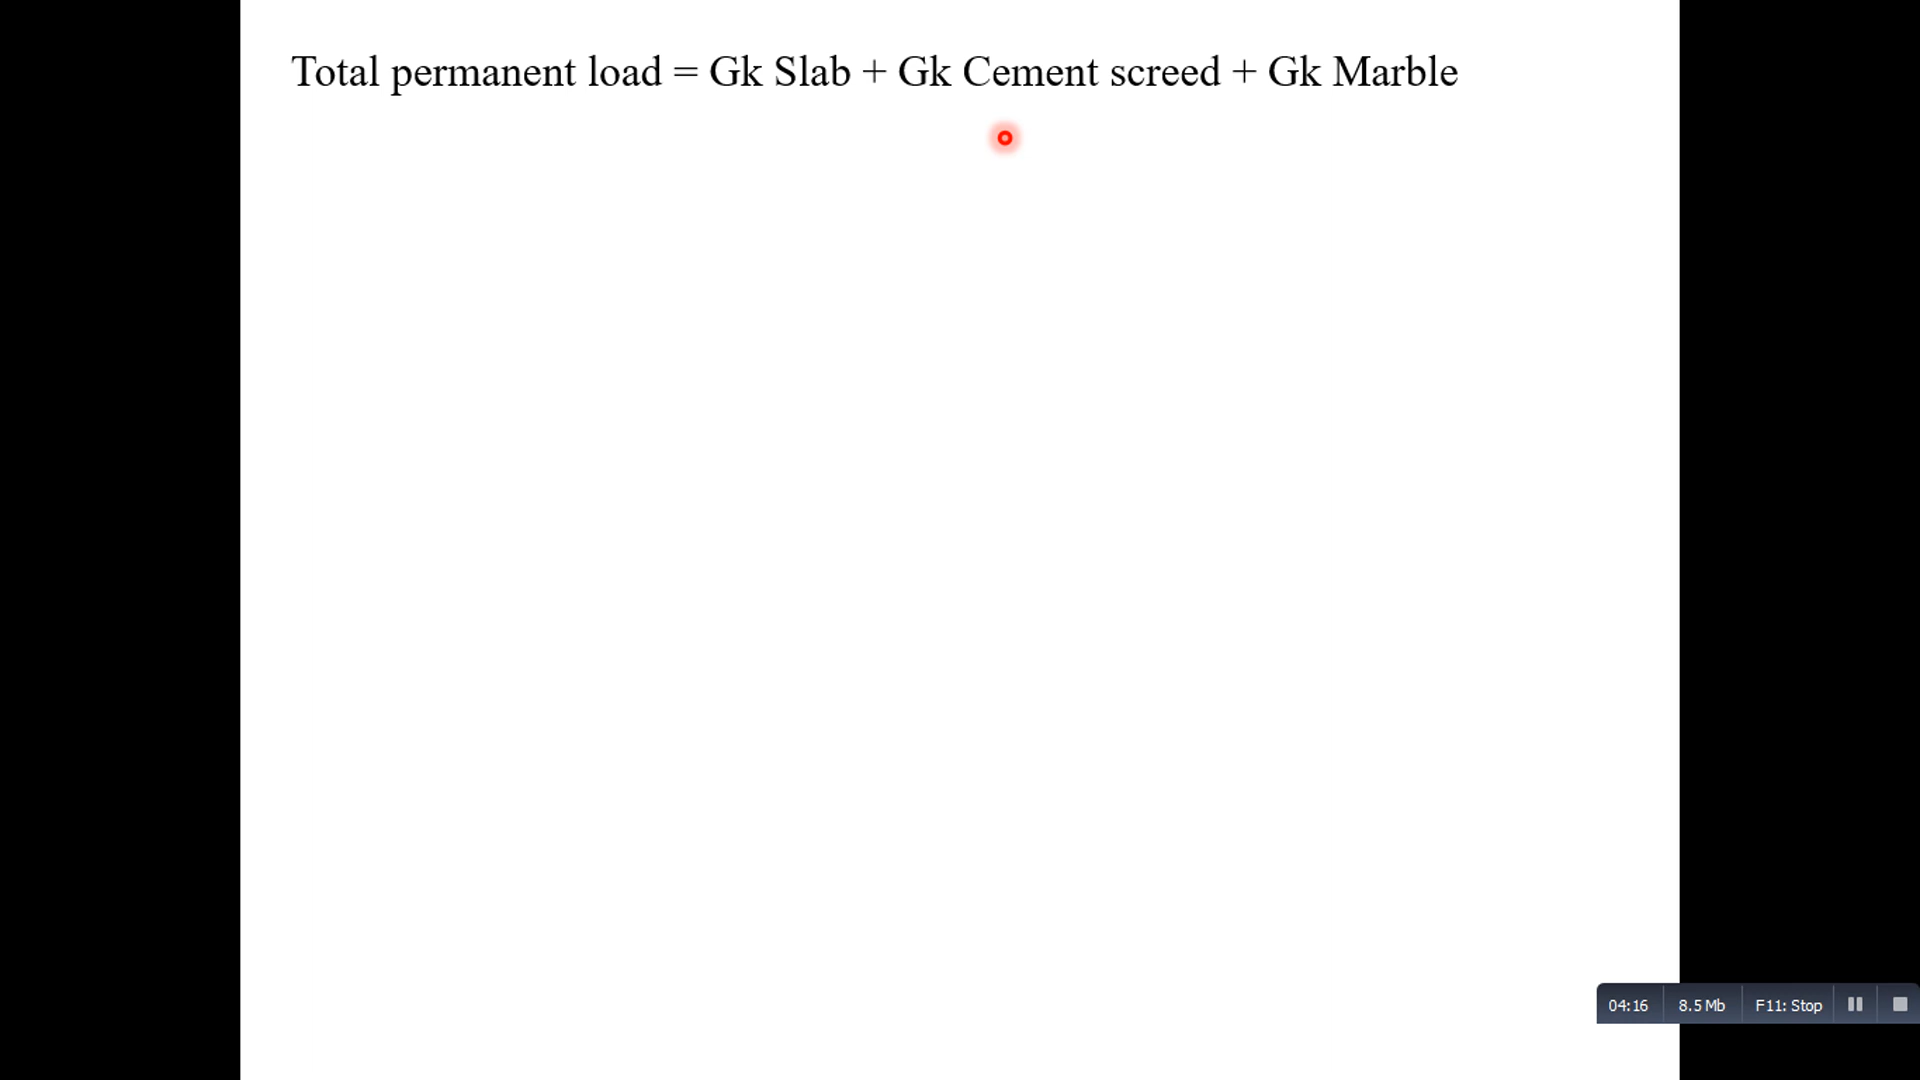 Total permanent load = Gk Slab + Gk Cement screed + Gk Marble
04:16 8.5 Mb F11: Stop